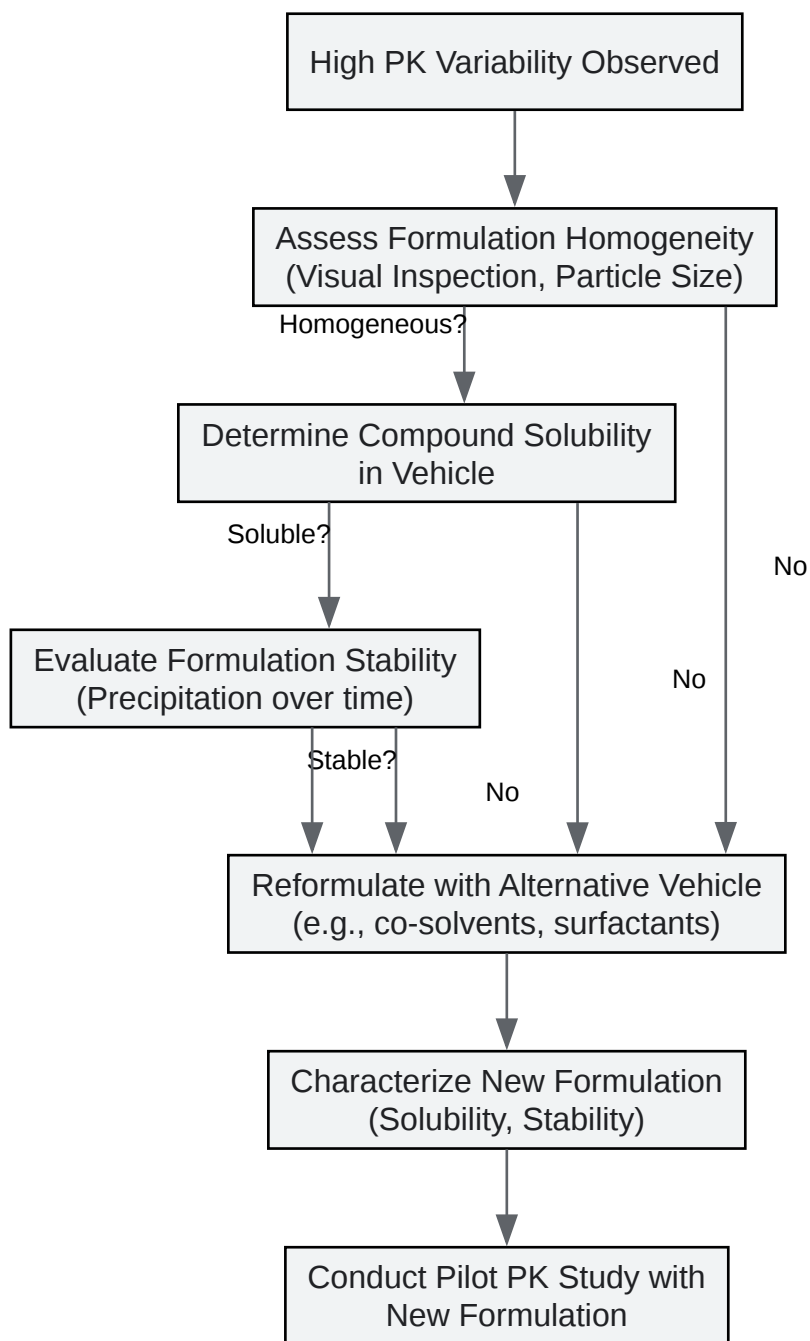 High PK Variability Observed
Assess Formulation Homogeneity
(Visual Inspection, Particle Size)
Homogeneous?
Determine Compound Solubility
in Vehicle
Soluble?
No
Evaluate Formulation Stability
(Precipitation over time)
No
Stable?
No
Reformulate with Alternative Vehicle
(e.g., co-solvents, surfactants)
Characterize New Formulation
(Solubility, Stability)
Conduct Pilot PK Study with
New Formulation